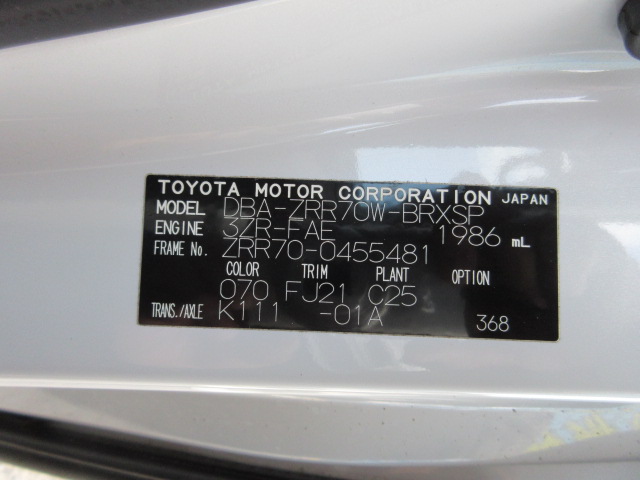 TOYOTA MOTOR CORPORATION JAPAN
MODEL DBA-ZRR70W-BRXSP
ENGINE 3ZR-FAE 1986 mL
FRAME No. ZRR70-0455481
COLOR TRIM PLANT OPTION
070 FJ21 C25
TRANS./AXLE K111 -01A 368